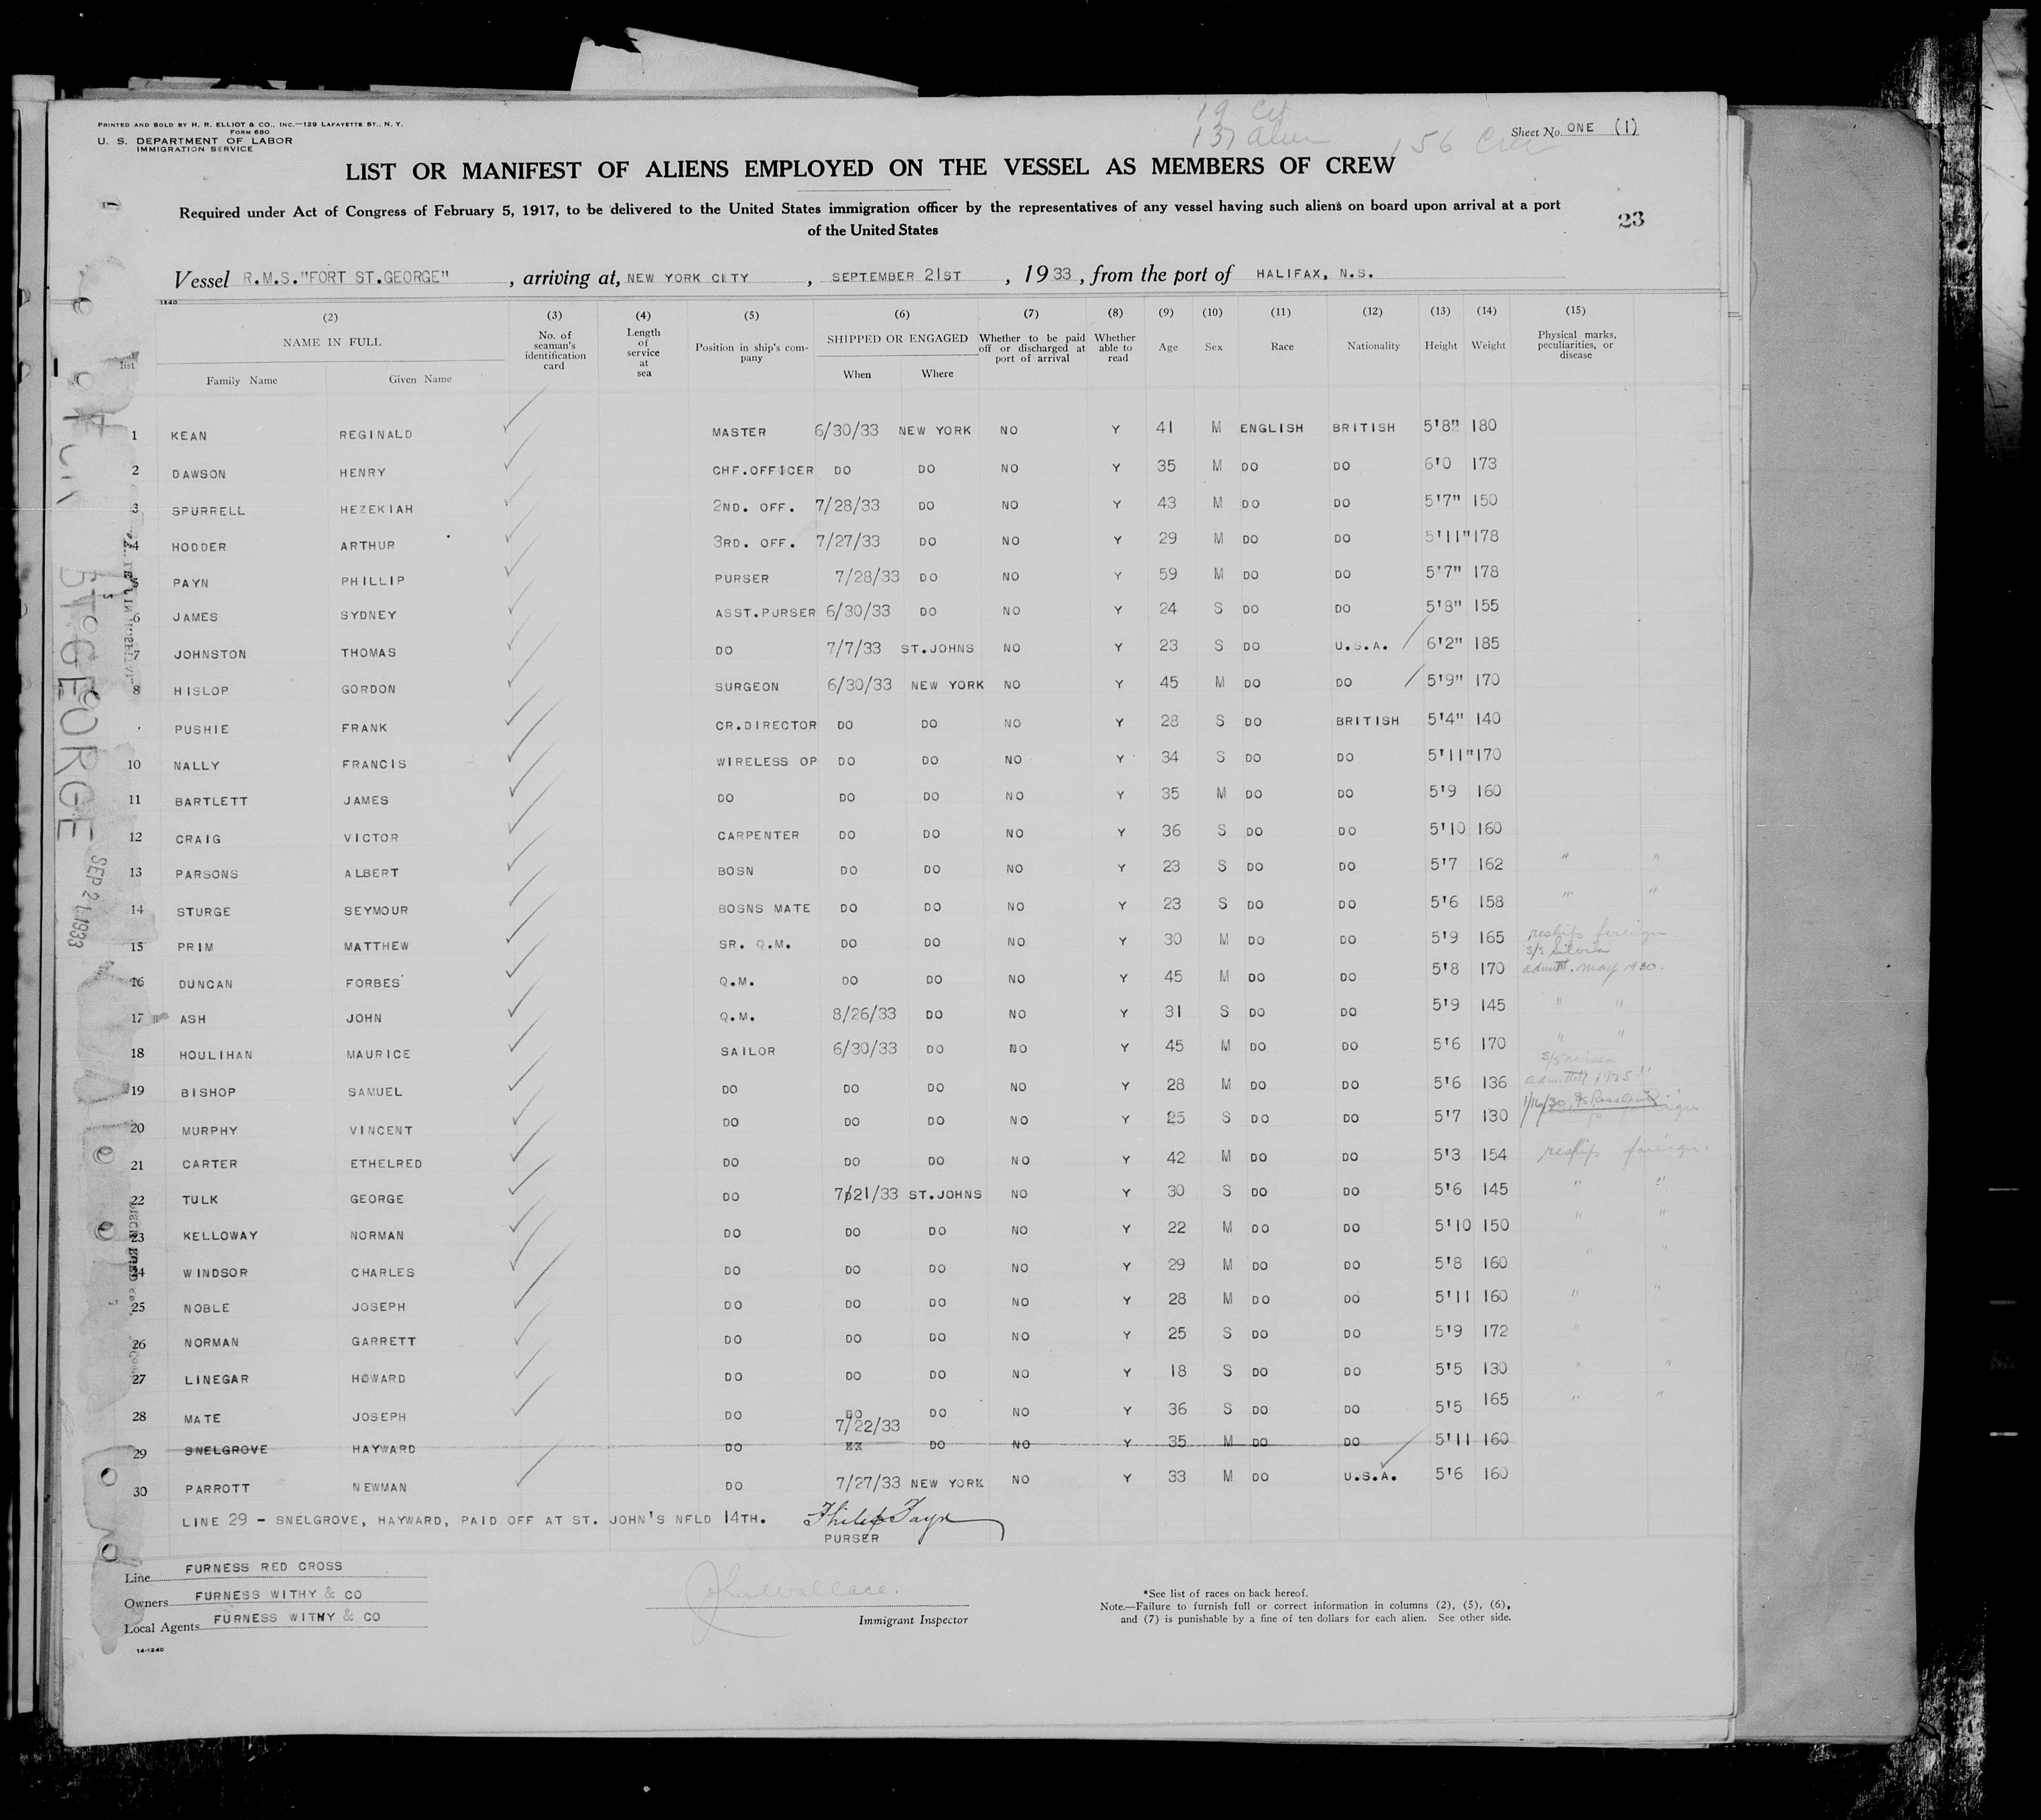 PRINTED AND SOLD BY H. R. ELLIOT & CO., INC.—129 LAFAYETTE ST., N. Y.
FORM 680
U. S. DEPARTMENT OF LABOR
IMMIGRATION SERVICE
19 Cit
137 alien
156 Crew
Sheet No. ONE (1)
LIST OR MANIFEST OF ALIENS EMPLOYED ON THE VESSEL AS MEMBERS OF CREW
Required under Act of Congress of February 5, 1917, to be delivered to the United States immigration officer by the representatives of any vessel having such aliens on board upon arrival at a port
of the United States
23
Vessel R.M.S."FORT ST.GEORGE", arriving at, NEW YORK CITY, SEPTEMBER 21ST, 1933, from the port of HALIFAX, N.S.
1240
(2) (3) (4) (5) (6) (7) (8) (9) (10) (11) (12) (13) (14) (15)
list NAME IN FULL Family Name Given Name No. of seaman's identification card Length of service at sea Position in ship's company SHIPPED OR ENGAGED When Where Whether to be paid off or discharged at port of arrival Whether able to read Age Sex Race Nationality Height Weight Physical marks, peculiarities, or disease
1 KEAN REGINALD MASTER 6/30/33 NEW YORK NO Y 41 M ENGLISH BRITISH 5'8" 180
2 DAWSON HENRY CHF.OFFICER DO DO NO Y 35 M DO DO 6'0 173
3 SPURRELL HEZEKIAH 2ND. OFF. 7/28/33 DO NO Y 43 M DO DO 5'7" 150
4 HODDER ARTHUR 3RD. OFF. 7/27/33 DO NO Y 29 M DO DO 5'11" 178
5 PAYN PHILLIP PURSER 7/28/33 DO NO Y 59 M DO DO 5'7" 178
6 JAMES SYDNEY ASST.PURSER 6/30/33 DO NO Y 24 S DO DO 5'8" 155
7 JOHNSTON THOMAS DO 7/7/33 ST.JOHNS NO Y 23 S DO U.S.A. 6'2" 185
8 HISLOP GORDON SURGEON 6/30/33 NEW YORK NO Y 45 M DO DO 5'9" 170
PUSHIE FRANK CR.DIRECTOR DO DO NO Y 28 S DO BRITISH 5'4" 140
10 NALLY FRANCIS WIRELESS OP DO DO NO Y 34 S DO DO 5'11" 170
11 BARTLETT JAMES DO DO DO NO Y 35 M DO DO 5'9 160
12 CRAIG VICTOR CARPENTER DO DO NO Y 36 S DO DO 5'10 160
13 PARSONS ALBERT BOSN DO DO NO Y 23 S DO DO 5'7 162 " "
14 STURGE SEYMOUR BOSNS MATE DO DO NO Y 23 S DO DO 5'6 158 " "
15 PRIM MATTHEW SR. Q.M. DO DO NO Y 30 M DO DO 5'9 165 reships foreign.
S/S Silvia
16 DUNCAN FORBES Q.M. DO DO NO Y 45 M DO DO 5'8 170 admitt. May 1920.
17 ASH JOHN Q.M. 8/26/33 DO NO Y 31 S DO DO 5'9 145 " "
18 HOULIHAN MAURICE SAILOR 6/30/33 DO NO Y 45 M DO DO 5'6 170 " "
19 BISHOP SAMUEL DO DO DO NO Y 28 M DO DO 5'6 136 admitted 1925
20 MURPHY VINCENT DO DO DO NO Y 25 S DO DO 5'7 130 1/16/30
21 CARTER ETHELRED DO DO DO NO Y 42 M DO DO 5'3 154 reship foreign.
22 TULK GEORGE DO 7/21/33 ST.JOHNS NO Y 30 S DO DO 5'6 145 " "
23 KELLOWAY NORMAN DO DO DO NO Y 22 M DO DO 5'10 150 " "
24 WINDSOR CHARLES DO DO DO NO Y 29 M DO DO 5'8 160 " "
25 NOBLE JOSEPH DO DO DO NO Y 28 M DO DO 5'11 160 " "
26 NORMAN GARRETT DO DO DO NO Y 25 S DO DO 5'9 172 " "
27 LINEGAR HOWARD DO DO DO NO Y 18 S DO DO 5'5 130 " "
28 MATE JOSEPH DO DO DO NO Y 36 S DO DO 5'5 165 " "
29 SNELGROVE HAYWARD DO 7/22/33 XX DO NO Y 35 M DO DO 5'11 160
30 PARROTT NEWMAN DO 7/27/33 NEW YORK NO Y 33 M DO U.S.A. 5'6 160
LINE 29 - SNELGROVE, HAYWARD, PAID OFF AT ST. JOHN'S NFLD 14TH. Philip Payn
PURSER
Line FURNESS RED CROSS
Owners FURNESS WITHY & CO
Local Agents FURNESS WITHY & CO
14-1240
John Wallace.
Immigrant Inspector
*See list of races on back hereof.
Note.—Failure to furnish full or correct information in columns (2), (5), (6),
and (7) is punishable by a fine of ten dollars for each alien. See other side.
ST GEORGE
SEP 21 1933